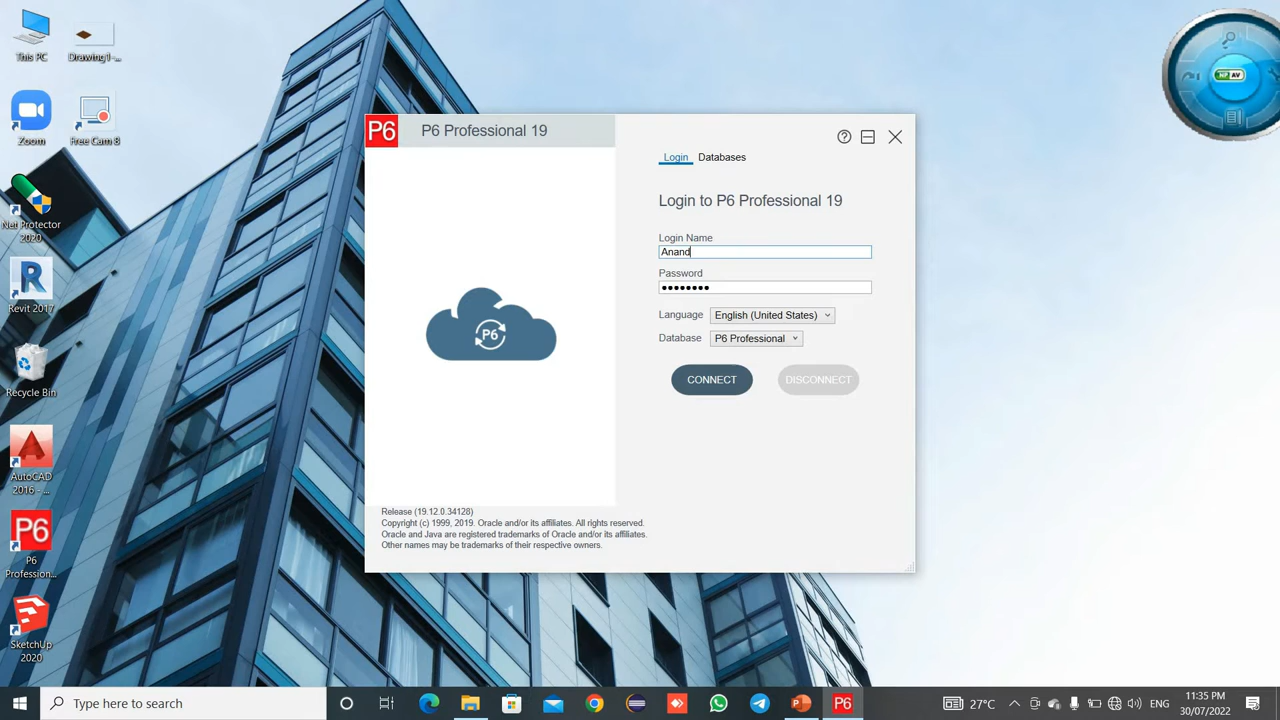 This PC
Drawing1-...
Zoom
Free Cam 8
Net Protector
2020
Revit 2017
Recycle Bin
AutoCAD
2016 - ...
P6
P6
Profession...
SketchUp
2020
NP AV
P6
P6 Professional 19
Login
Databases
Login to P6 Professional 19
Login Name
Anand
Password
••••••••
Language
English (United States)
Database
P6 Professional
CONNECT
DISCONNECT
P6
Release (19.12.0.34128)
Copyright (c) 1999, 2019. Oracle and/or its affiliates. All rights reserved.
Oracle and Java are registered trademarks of Oracle and/or its affiliates.
Other names may be trademarks of their respective owners.
Type here to search
P6
27°C
ENG
11:35 PM
30/07/2022